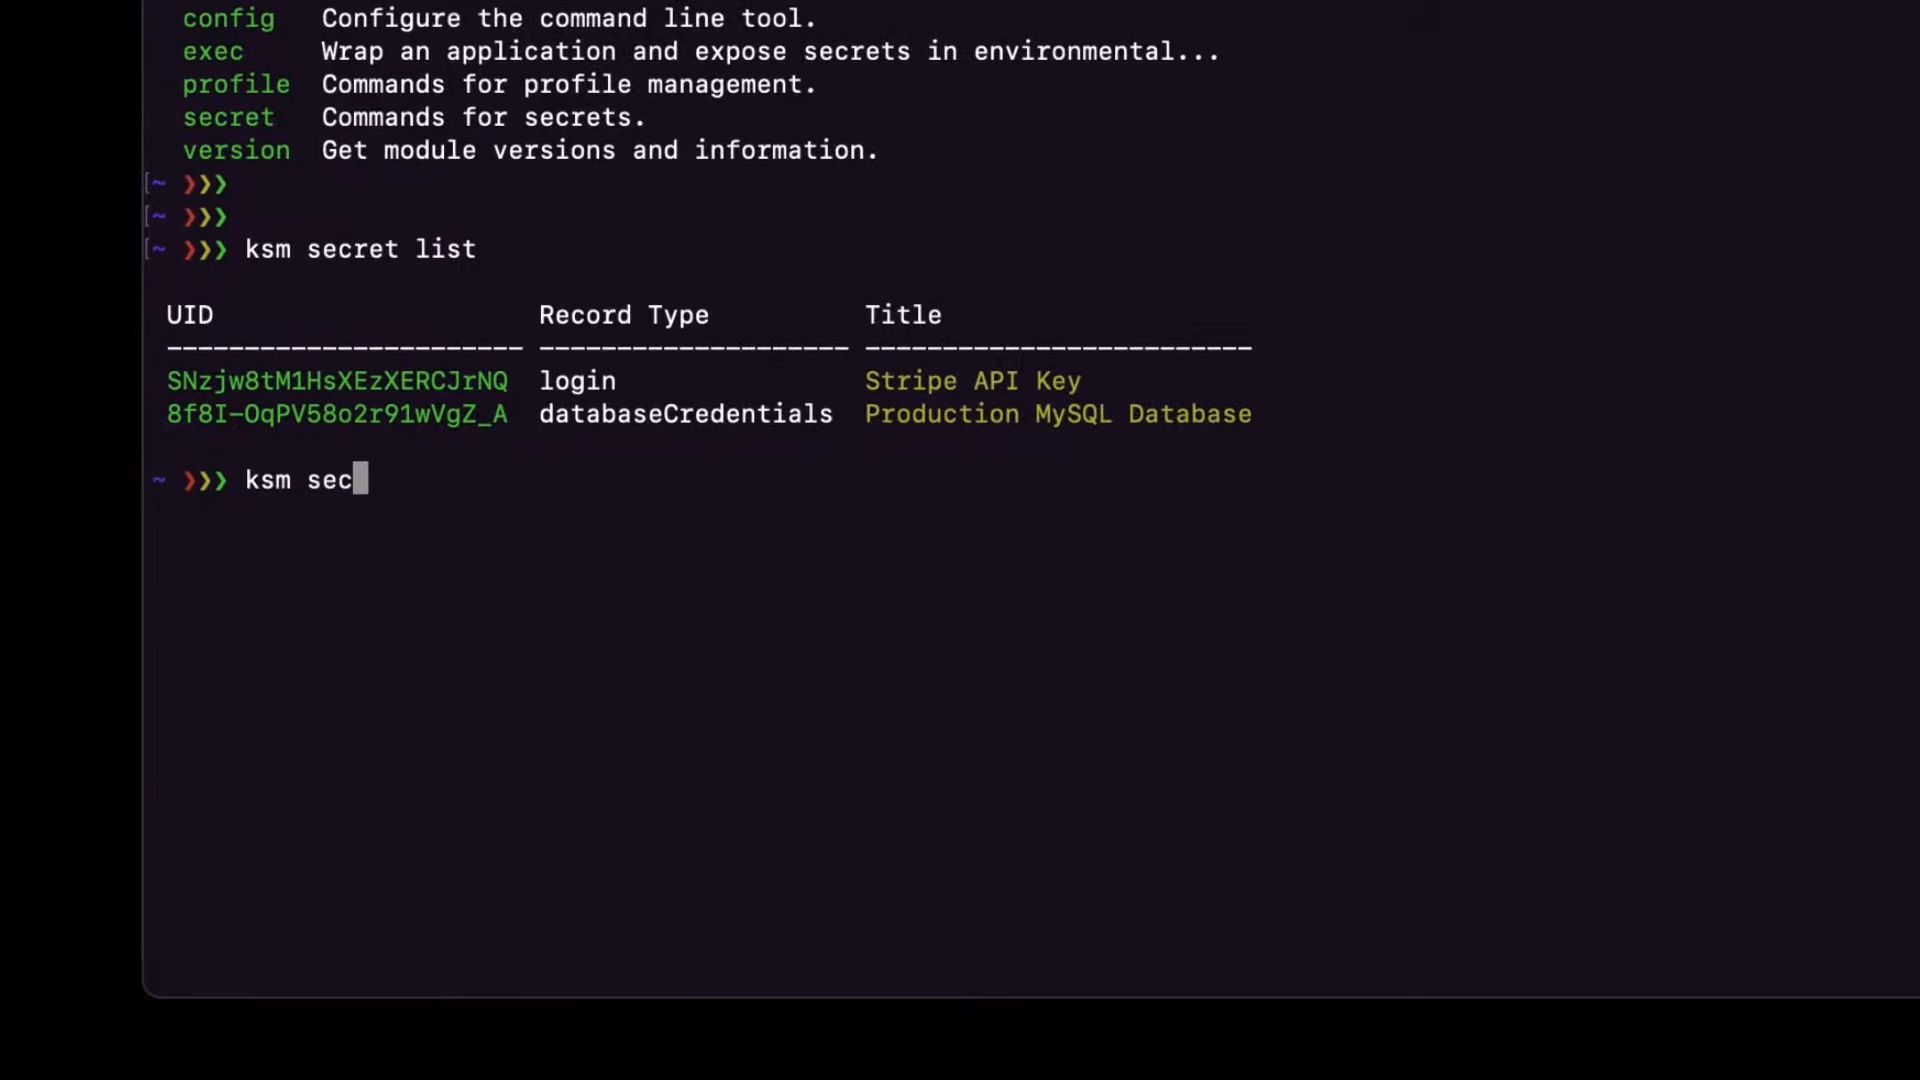 config   Configure the command line tool.
exec     Wrap an application and expose secrets in environmental...
profile  Commands for profile management.
secret   Commands for secrets.
version  Get module versions and information.
[~ ❯❯❯
[~ ❯❯❯
[~ ❯❯❯ ksm secret list
UID                     Record Type          Title
----------------------- -------------------- -------------------------
SNzjw8tM1HsXEzXERCJrNQ  login                Stripe API Key
8f8I-OqPV58o2r91wVgZ_A  databaseCredentials  Production MySQL Database
~ ❯❯❯ ksm sec